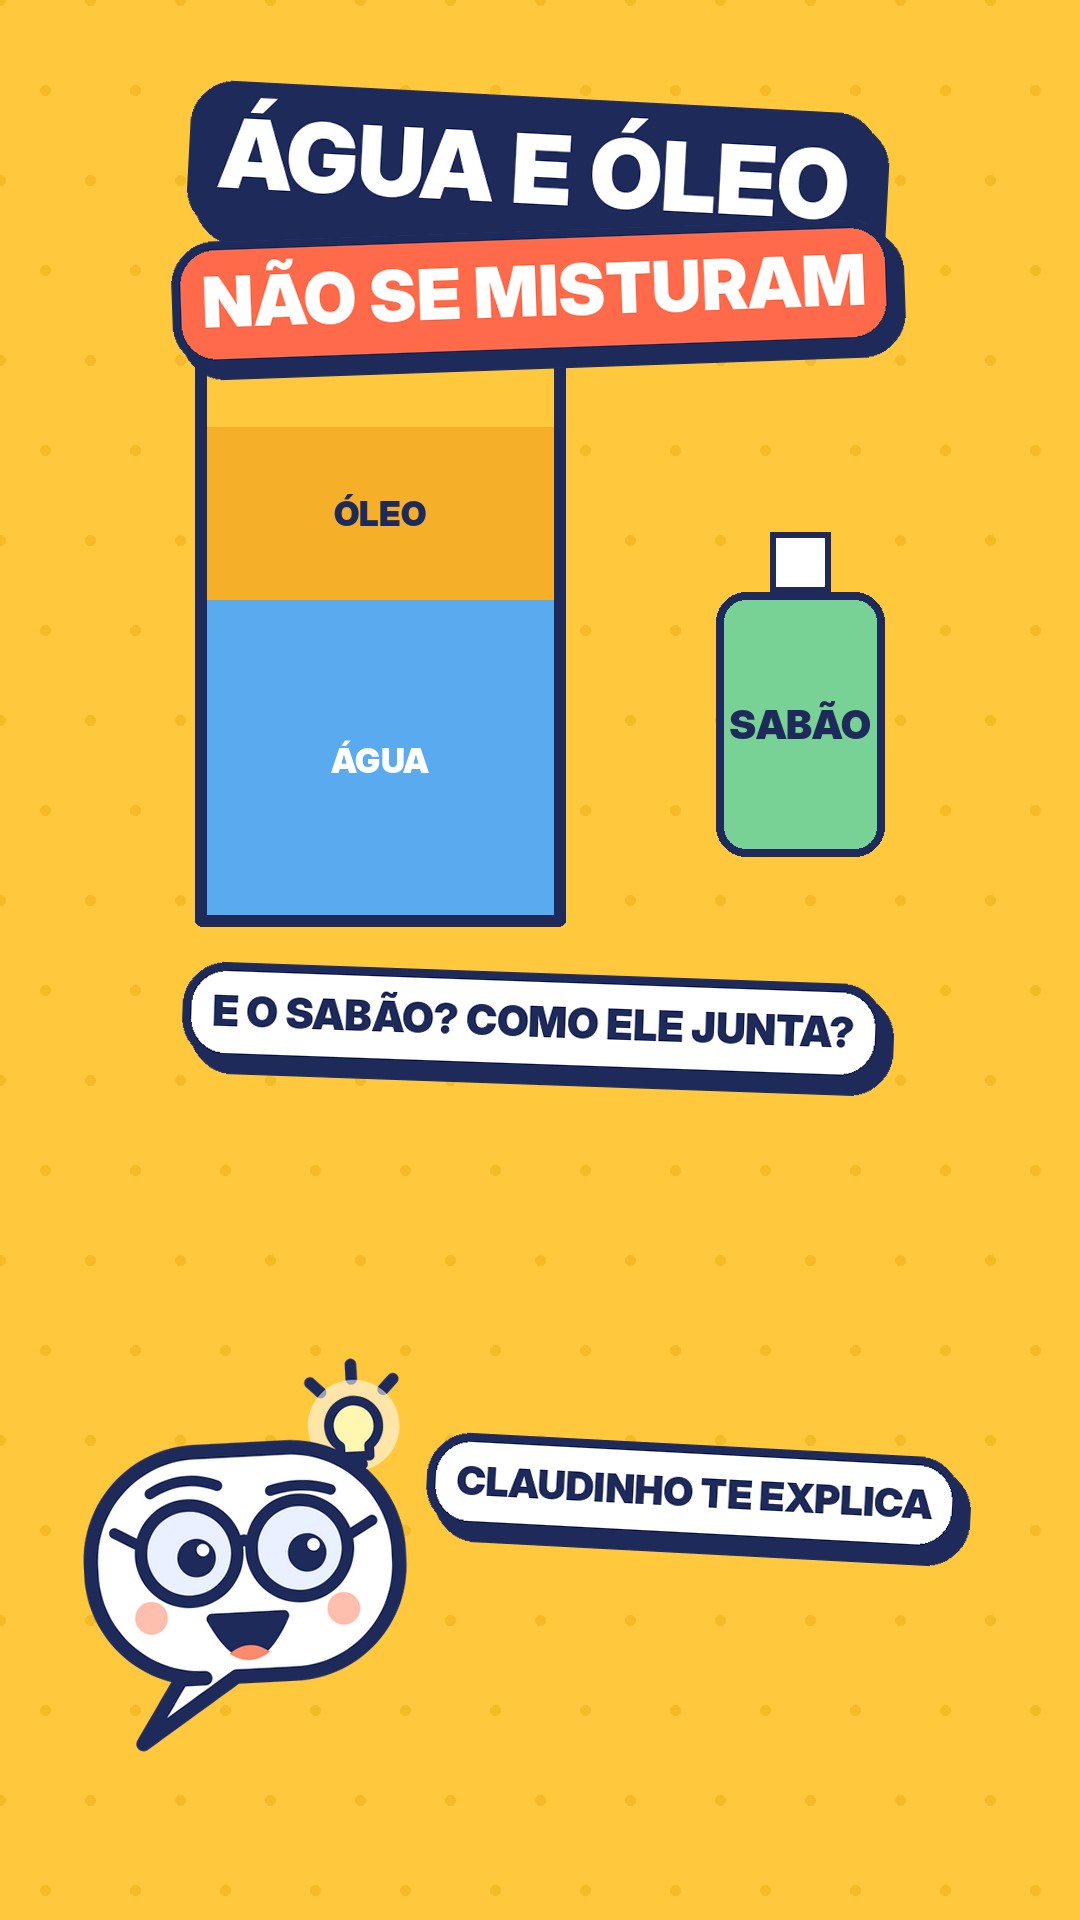 ÁGUA E ÓLEO
NÃO SE MISTURAM
ÓLEO
ÁGUA
SABÃO
E O SABÃO? COMO ELE JUNTA?
CLAUDINHO TE EXPLICA